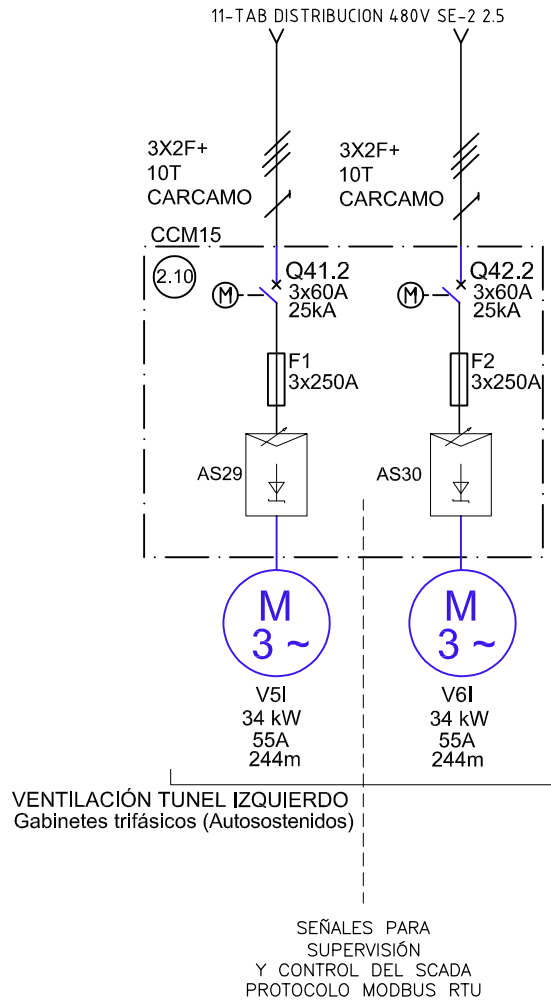 11-TAB DISTRIBUCION 480V SE-2 2.5
3X2F+
10T
CARCAMO
3X2F+
10T
CARCAMO
CCM15
2.10
M
Q41.2
3x60A
25kA
M
Q42.2
3x60A
25kA
F1
3x250A
F2
3x250A
AS29
AS30
M
3 ~
M
3 ~
V5I
34 kW
55A
244m
V6I
34 kW
55A
244m
VENTILACIÓN TUNEL IZQUIERDO
Gabinetes trifásicos (Autosostenidos)
SEÑALES PARA
SUPERVISIÓN
Y CONTROL DEL SCADA
PROTOCOLO MODBUS RTU